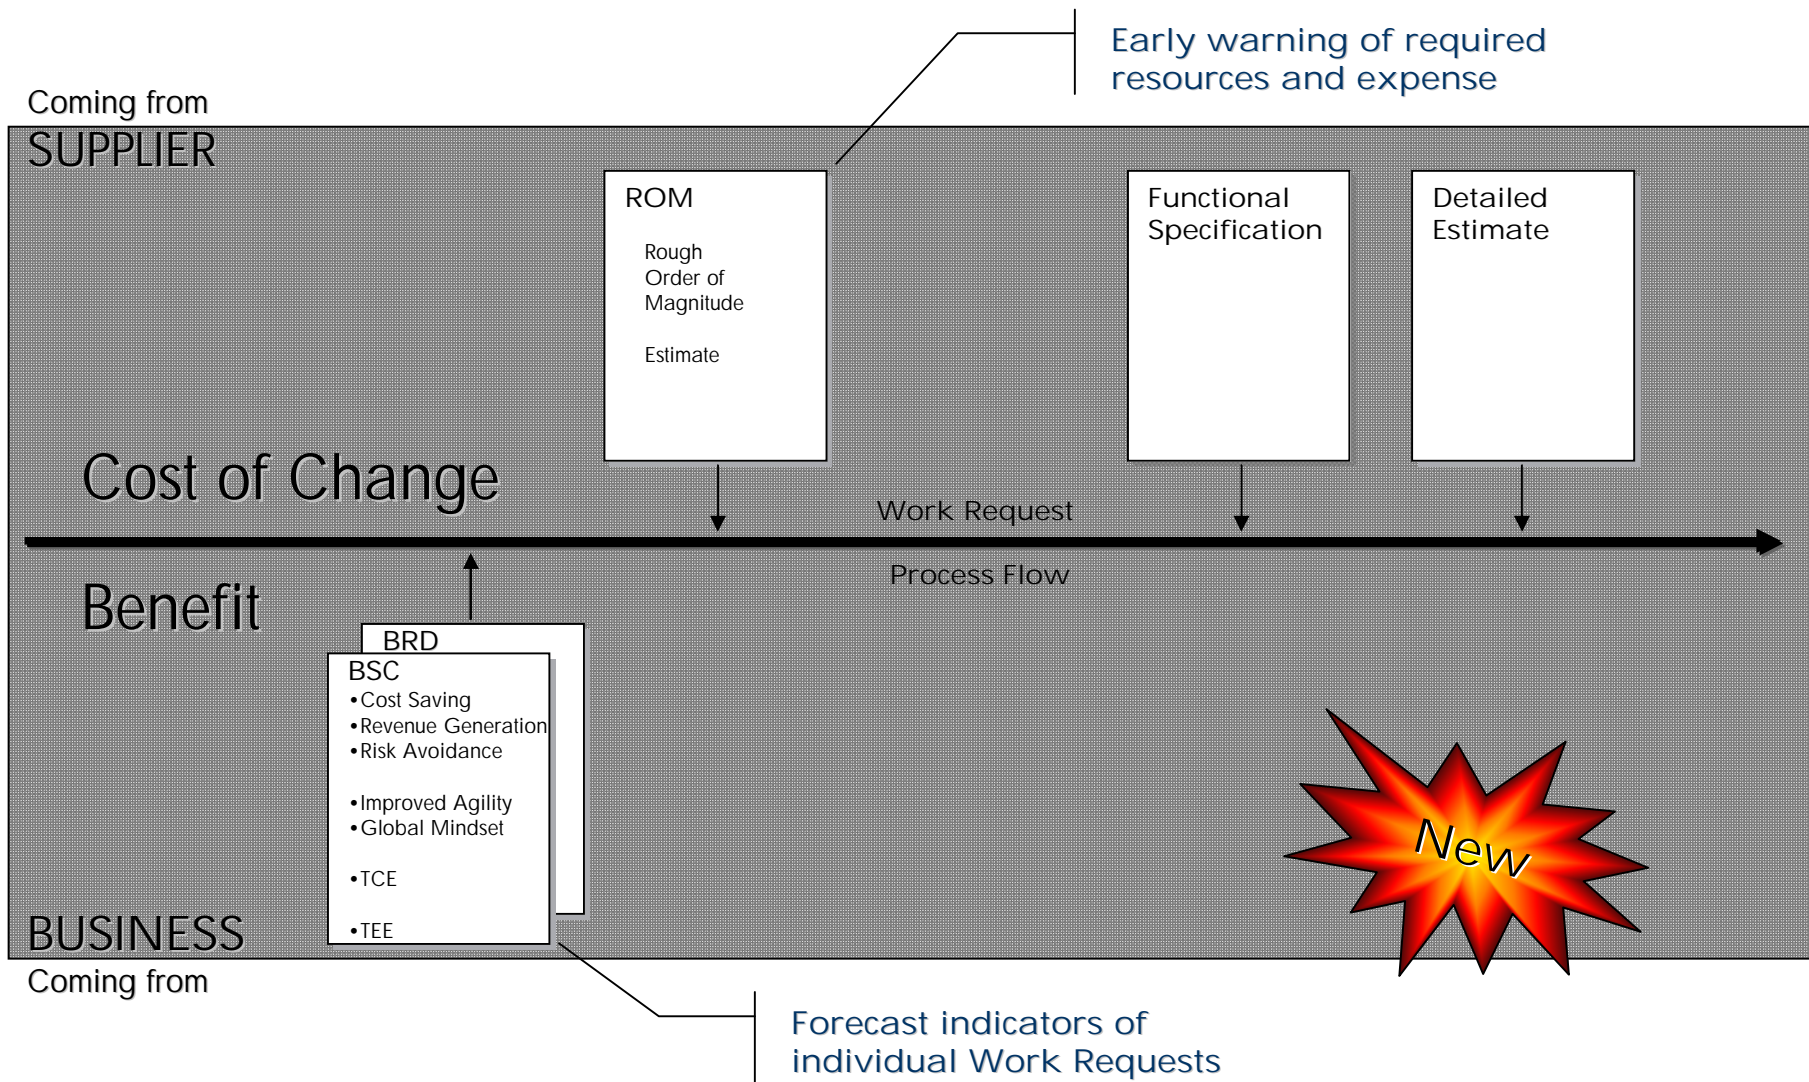 Early warning of required
resources and expense
Coming from
SUPPLIER
ROM
Rough
Order of
Magnitude
Estimate
Functional
Specification
Detailed
Estimate
Cost of Change
Work Request
Process Flow
Benefit
BRD
BSC
•Cost Saving
•Revenue Generation
•Risk Avoidance
•Improved Agility
•Global Mindset
•TCE
•TEE
New
BUSINESS
Coming from
Forecast indicators of
individual Work Requests